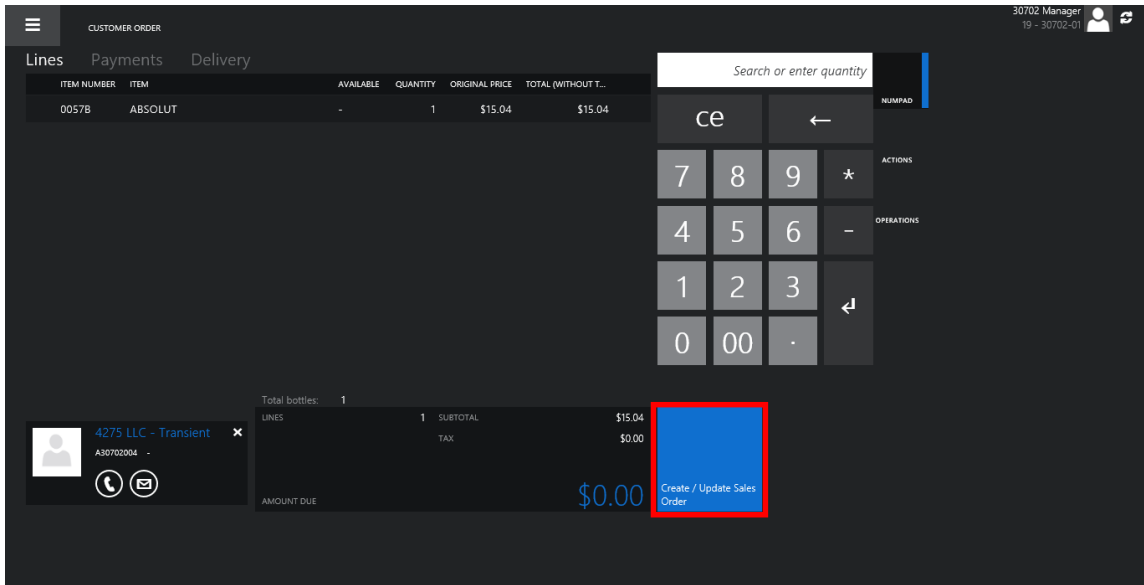 CUSTOMER ORDER
30702 Manager
19 - 30702-01
Lines Payments Delivery
ITEM NUMBER ITEM AVAILABLE QUANTITY ORIGINAL PRICE TOTAL (WITHOUT T...
0057B ABSOLUT - 1 $15.04 $15.04
Search or enter quantity
NUMPAD
ce ←
ACTIONS
7 8 9 *
OPERATIONS
4 5 6 -
1 2 3
0 00 .
Total bottles: 1
LINES 1 SUBTOTAL $15.04
TAX $0.00
4275 LLC - Transient
A30702004 -
AMOUNT DUE $0.00
Create / Update Sales
Order